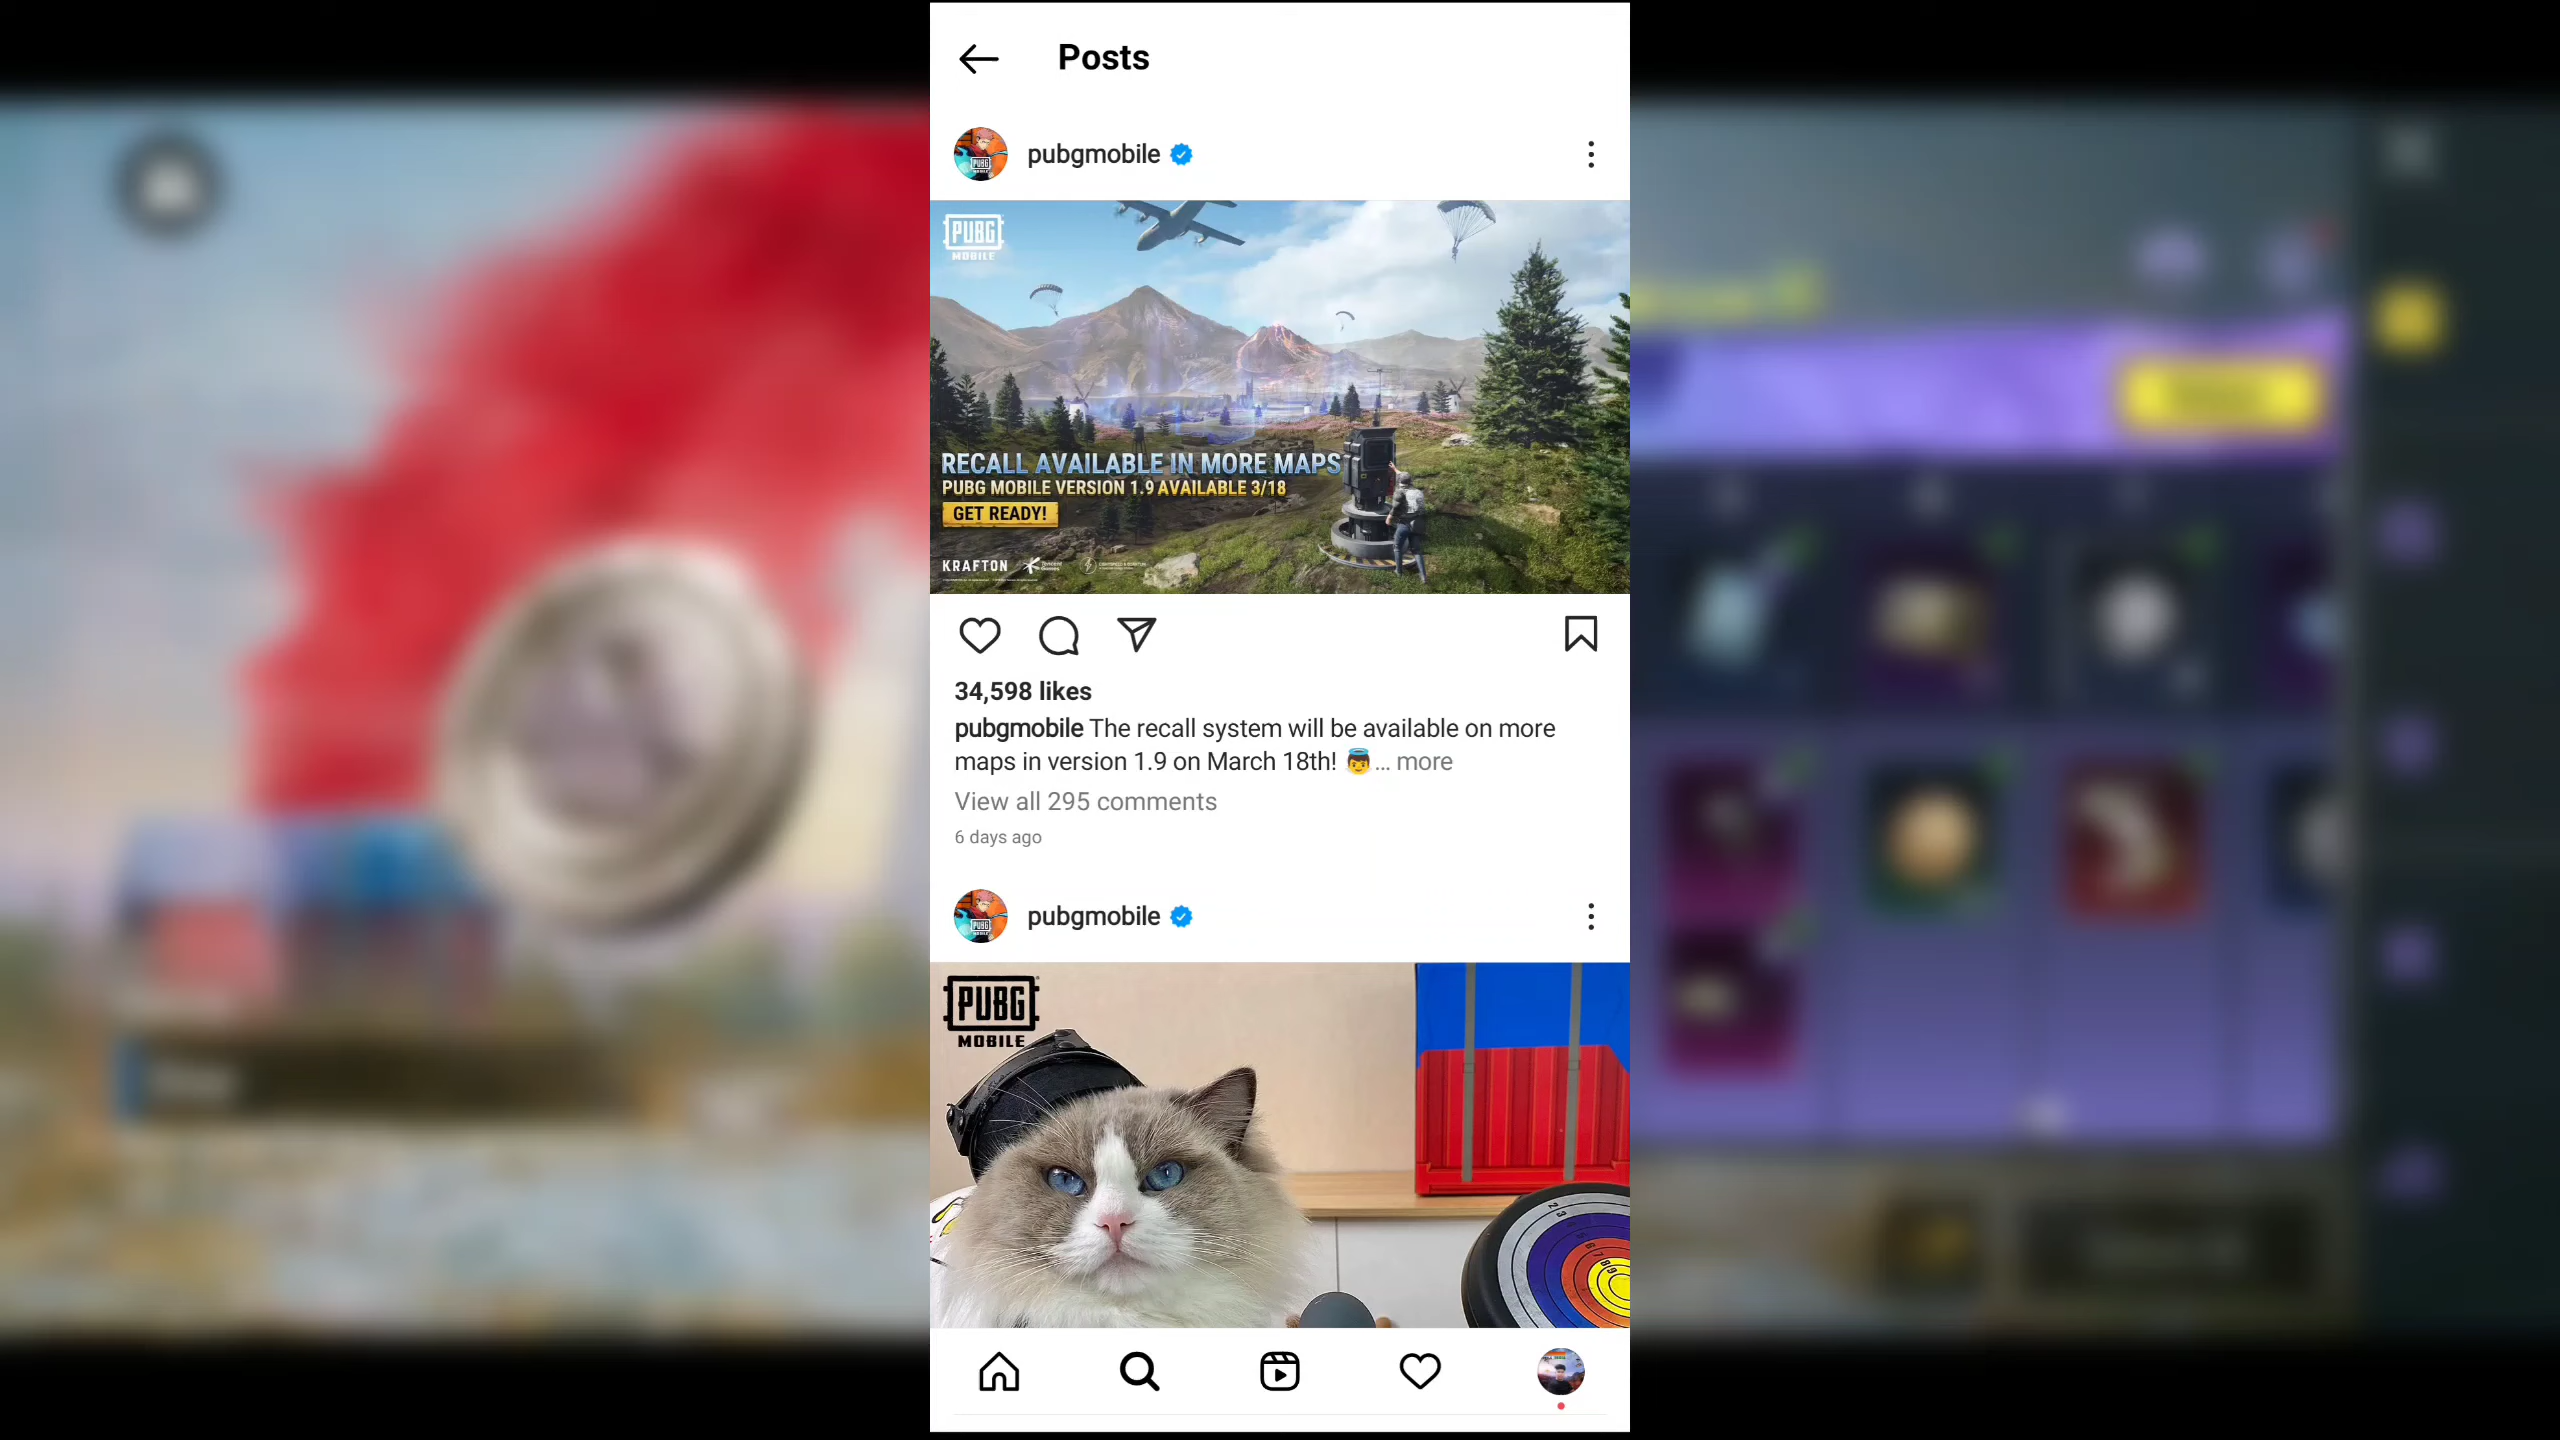 Posts
pubgmobile
PUBG
MOBILE
RECALL AVAILABLE IN MORE MAPS
PUBG MOBILE VERSION 1.9 AVAILABLE 3/18
GET READY!
KRAFTON
34,598 likes
pubgmobile The recall system will be available on more
maps in version 1.9 on March 18th! 👼… more
View all 295 comments
6 days ago
pubgmobile
PUBG
MOBILE